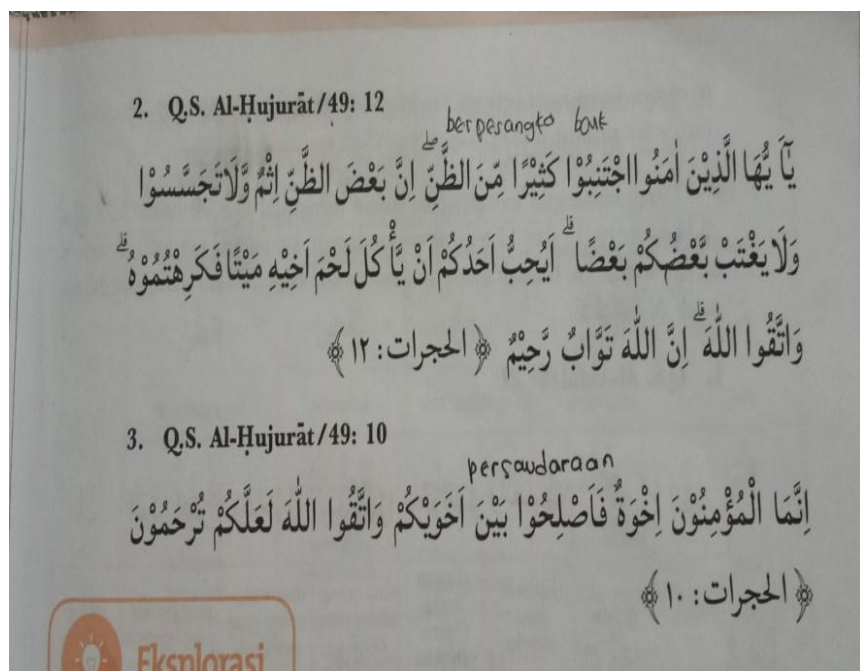 2. Q.S. Al-Ḥujurāt/49: 12
berpesangko baik
يٰٓاَيُّهَا الَّذِيْنَ اٰمَنُوا اجْتَنِبُوْا كَثِيْرًا مِّنَ الظَّنِّۖ اِنَّ بَعْضَ الظَّنِّ اِثْمٌ وَّلَا تَجَسَّسُوْا
وَلَا يَغْتَبْ بَّعْضُكُمْ بَعْضًاۗ اَيُحِبُّ اَحَدُكُمْ اَنْ يَّأْكُلَ لَحْمَ اَخِيْهِ مَيْتًا فَكَرِهْتُمُوْهُۗ
وَاتَّقُوا اللّٰهَۗ اِنَّ اللّٰهَ تَوَّابٌ رَّحِيْمٌ ﴿الحجرات: ١٢﴾
3. Q.S. Al-Ḥujurāt/49: 10
persaudaraan
اِنَّمَا الْمُؤْمِنُوْنَ اِخْوَةٌ فَاَصْلِحُوْا بَيْنَ اَخَوَيْكُمْ وَاتَّقُوا اللّٰهَ لَعَلَّكُمْ تُرْحَمُوْنَ
﴿الحجرات: ١٠﴾
Eksplorasi